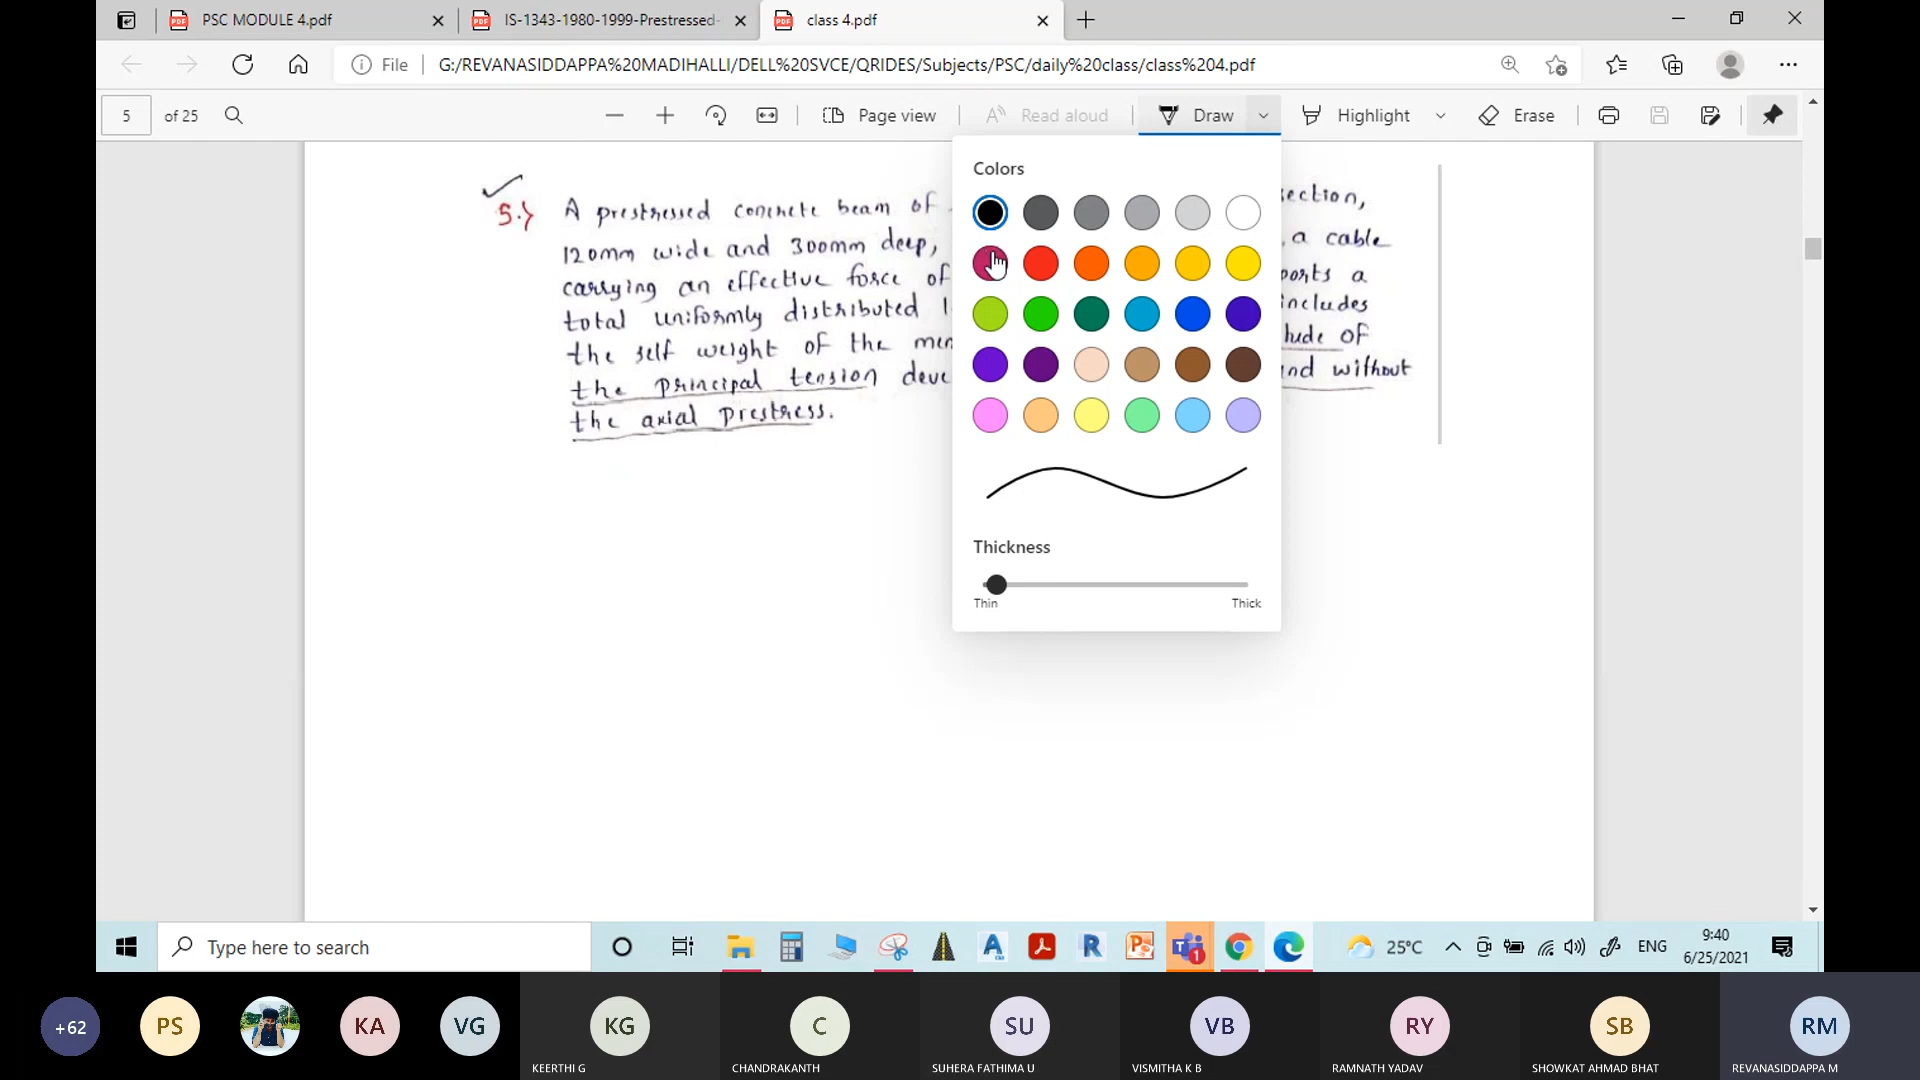 PSC MODULE 4.pdf
IS-1343-1980-1999-Prestressed-
class 4.pdf
File
G:/REVANASIDDAPPA%20MADIHALLI/DELL%20SVCE/QRIDES/Subjects/PSC/daily%20class/class%204.pdf
5 of 25
Page view
Read aloud
Draw
Highlight
Erase
Colors
5.) A prestressed concrete beam of section,
120mm wide and 300mm deep, a cable
carrying an effective force of ports a
total uniformly distributed includes
the self weight of the of
the principal tension and without
the axial prestress.
Thickness
Thin
Thick
Type here to search
1
25°C
ENG
9:40
6/25/2021
+62
PS
KA
VG
KG
C
SU
VB
RY
SB
RM
KEERTHI G
CHANDRAKANTH
SUHERA FATHIMA U
VISMITHA K B
RAMNATH YADAV
SHOWKAT AHMAD BHAT
REVANASIDDAPPA M